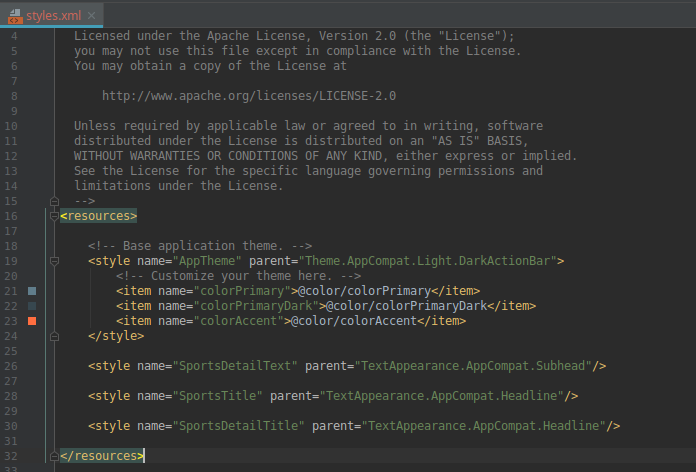 styles.xml ×
4 Licensed under the Apache License, Version 2.0 (the "License");
5 you may not use this file except in compliance with the License.
6 You may obtain a copy of the License at
7
8 http://www.apache.org/licenses/LICENSE-2.0
9
10 Unless required by applicable law or agreed to in writing, software
11 distributed under the License is distributed on an "AS IS" BASIS,
12 WITHOUT WARRANTIES OR CONDITIONS OF ANY KIND, either express or implied.
13 See the License for the specific language governing permissions and
14 limitations under the License.
15 -->
16 <resources>
17
18 <!-- Base application theme. -->
19 <style name="AppTheme" parent="Theme.AppCompat.Light.DarkActionBar">
20 <!-- Customize your theme here. -->
21 <item name="colorPrimary">@color/colorPrimary</item>
22 <item name="colorPrimaryDark">@color/colorPrimaryDark</item>
23 <item name="colorAccent">@color/colorAccent</item>
24 </style>
25
26 <style name="SportsDetailText" parent="TextAppearance.AppCompat.Subhead"/>
27
28 <style name="SportsTitle" parent="TextAppearance.AppCompat.Headline"/>
29
30 <style name="SportsDetailTitle" parent="TextAppearance.AppCompat.Headline"/>
31
32 </resources>
33